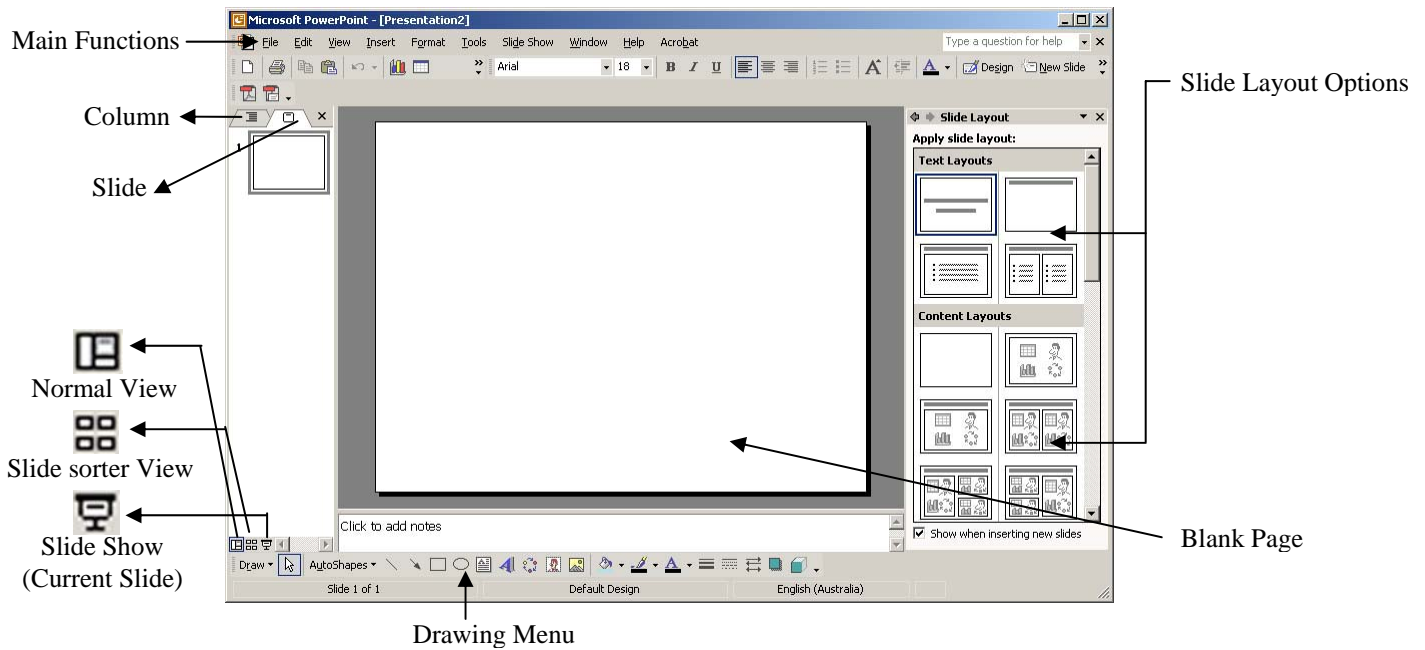 Microsoft PowerPoint - [Presentation2]
Main Functions
File Edit View Insert Format Tools Slide Show Window Help Acrobat
Type a question for help
Arial 18 B I U A A Design New Slide
Slide Layout Options
Column
Slide Layout
Apply slide layout:
Text Layouts
1
Slide
Content Layouts
Normal View
Slide sorter View
Slide Show
(Current Slide)
Click to add notes
Show when inserting new slides
Blank Page
Draw AutoShapes A A
Slide 1 of 1 Default Design English (Australia)
Drawing Menu